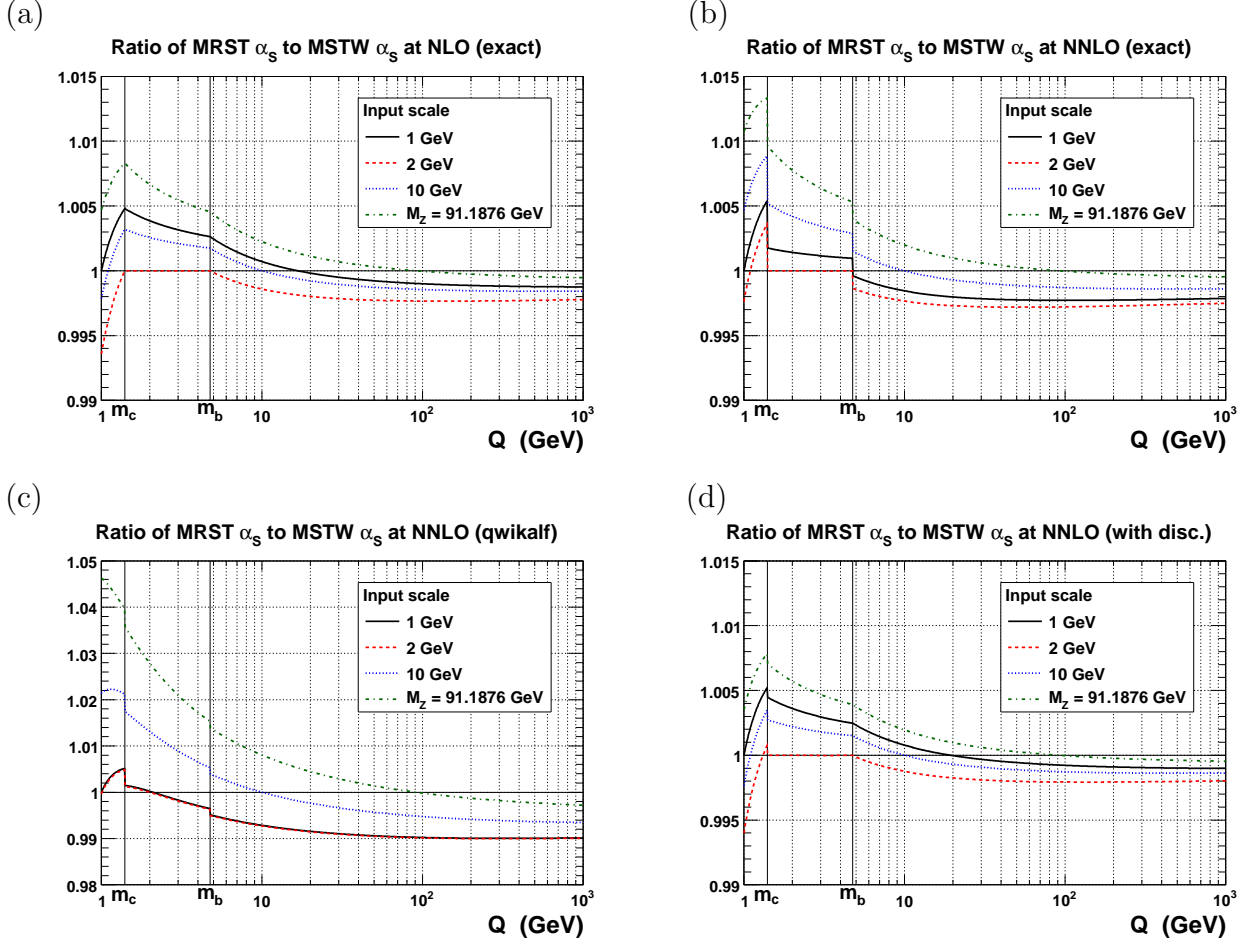 (a)
Ratio of MRST α_S to MSTW α_S at NLO (exact)
1.015
1.01
1.005
1
0.995
0.99
Input scale
1 GeV
2 GeV
10 GeV
M_Z = 91.1876 GeV
1 m_c m_b 10 10² 10³
Q (GeV)
(b)
Ratio of MRST α_S to MSTW α_S at NNLO (exact)
1.015
1.01
1.005
1
0.995
0.99
Input scale
1 GeV
2 GeV
10 GeV
M_Z = 91.1876 GeV
1 m_c m_b 10 10² 10³
Q (GeV)
(c)
Ratio of MRST α_S to MSTW α_S at NNLO (qwikalf)
1.05
1.04
1.03
1.02
1.01
1
0.99
0.98
Input scale
1 GeV
2 GeV
10 GeV
M_Z = 91.1876 GeV
1 m_c m_b 10 10² 10³
Q (GeV)
(d)
Ratio of MRST α_S to MSTW α_S at NNLO (with disc.)
1.015
1.01
1.005
1
0.995
0.99
Input scale
1 GeV
2 GeV
10 GeV
M_Z = 91.1876 GeV
1 m_c m_b 10 10² 10³
Q (GeV)